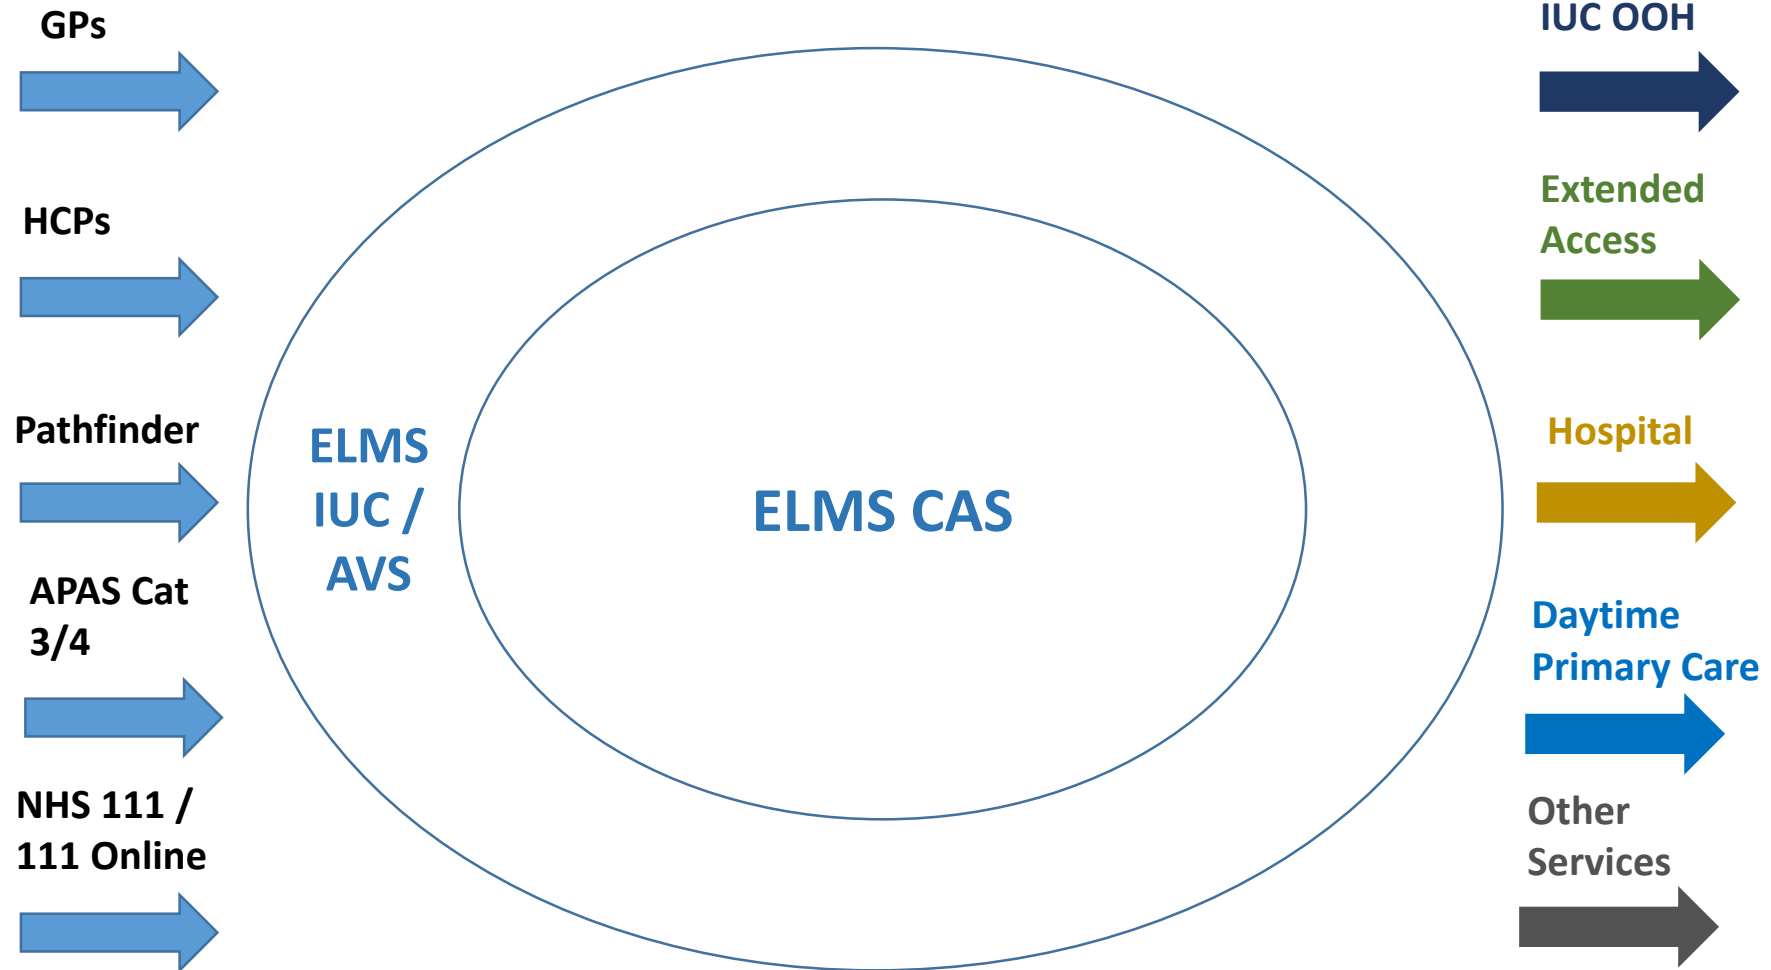 GPs
HCPs
Pathfinder
APAS Cat
3/4
NHS 111 /
111 Online
ELMS
IUC /
AVS
ELMS CAS
IUC OOH
Extended
Access
Hospital
Daytime
Primary Care
Other
Services